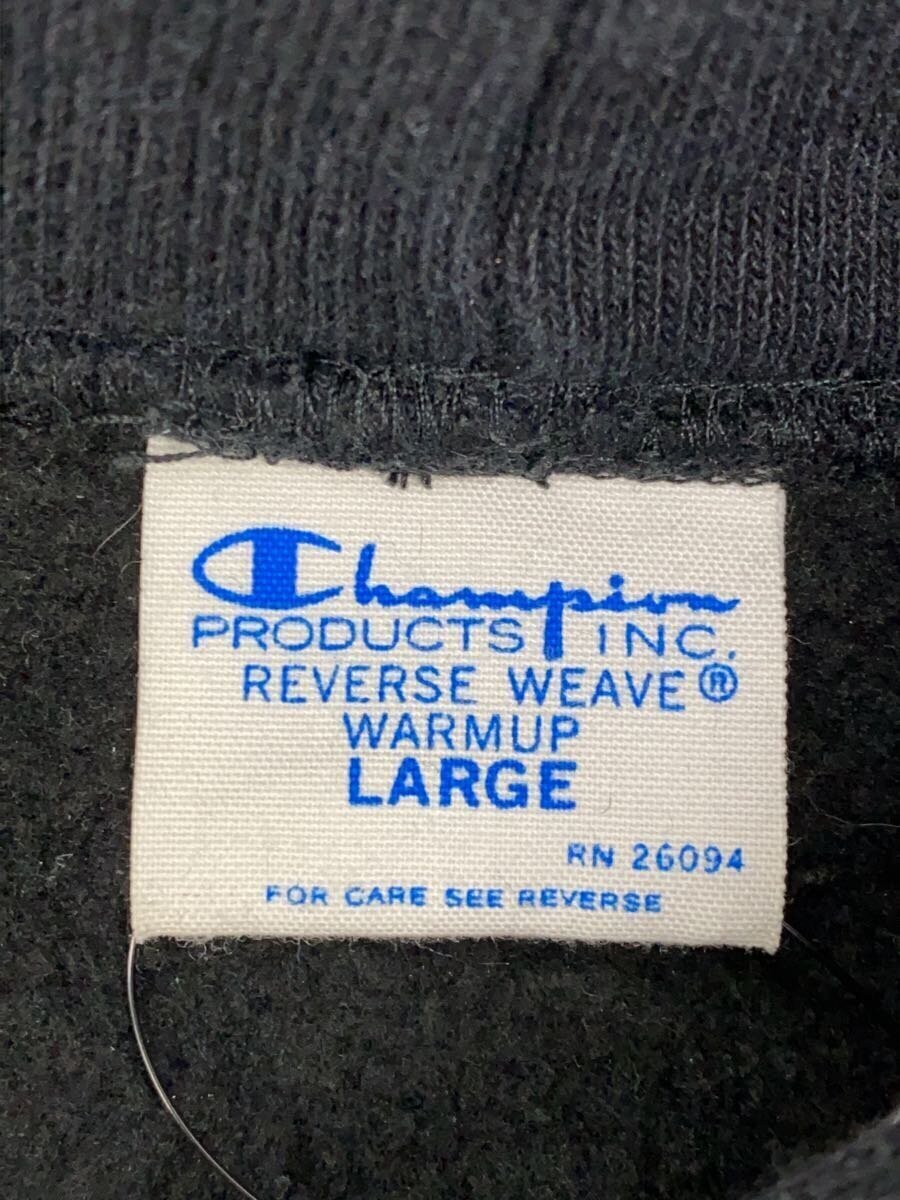 Champion
PRODUCTS INC.
REVERSE WEAVE®
WARMUP
LARGE
RN 26094
FOR CARE SEE REVERSE